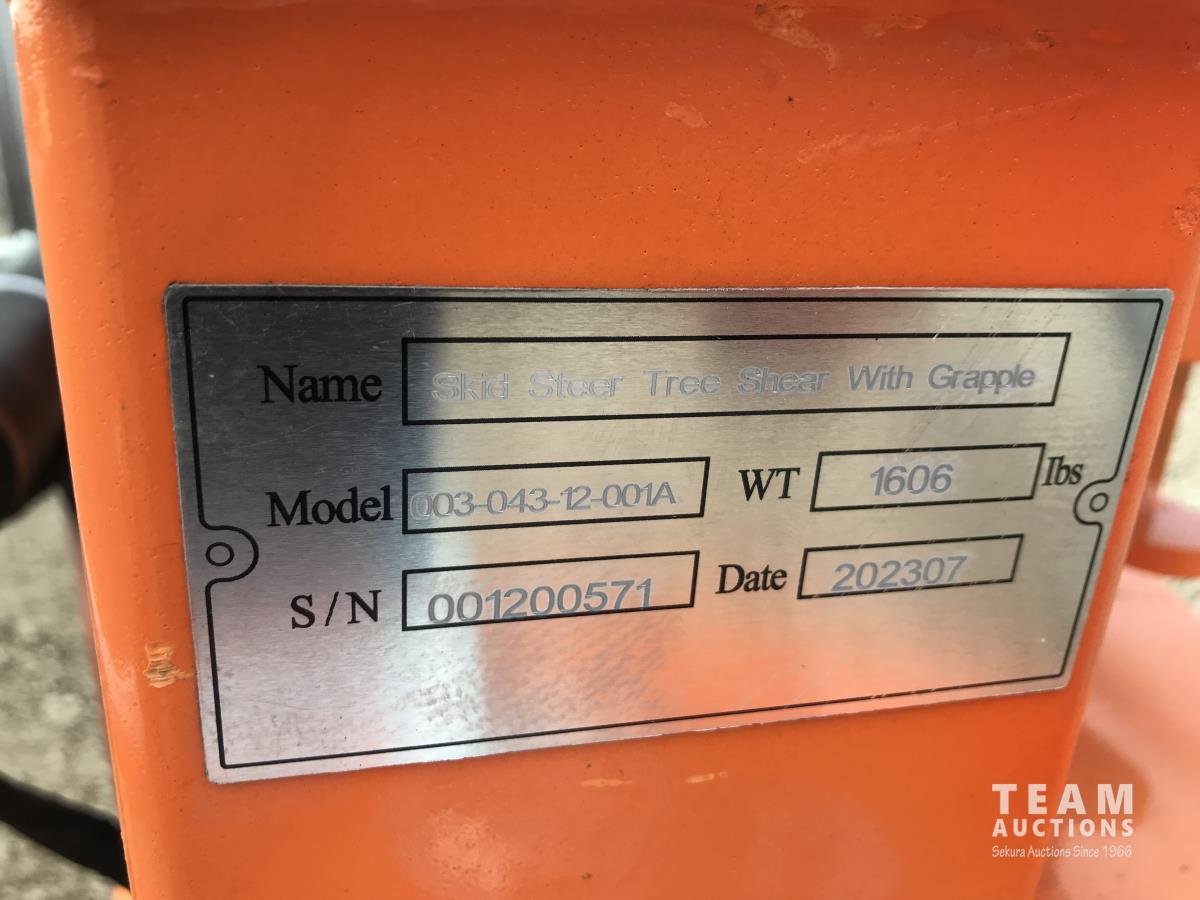 Name Skid Steer Tree Shear With Grapple
Model 003-043-12-001A WT 1606 Ibs
S/N 001200571 Date 202307
TEAM
AUCTIONS
Sekura Auctions Since 1966